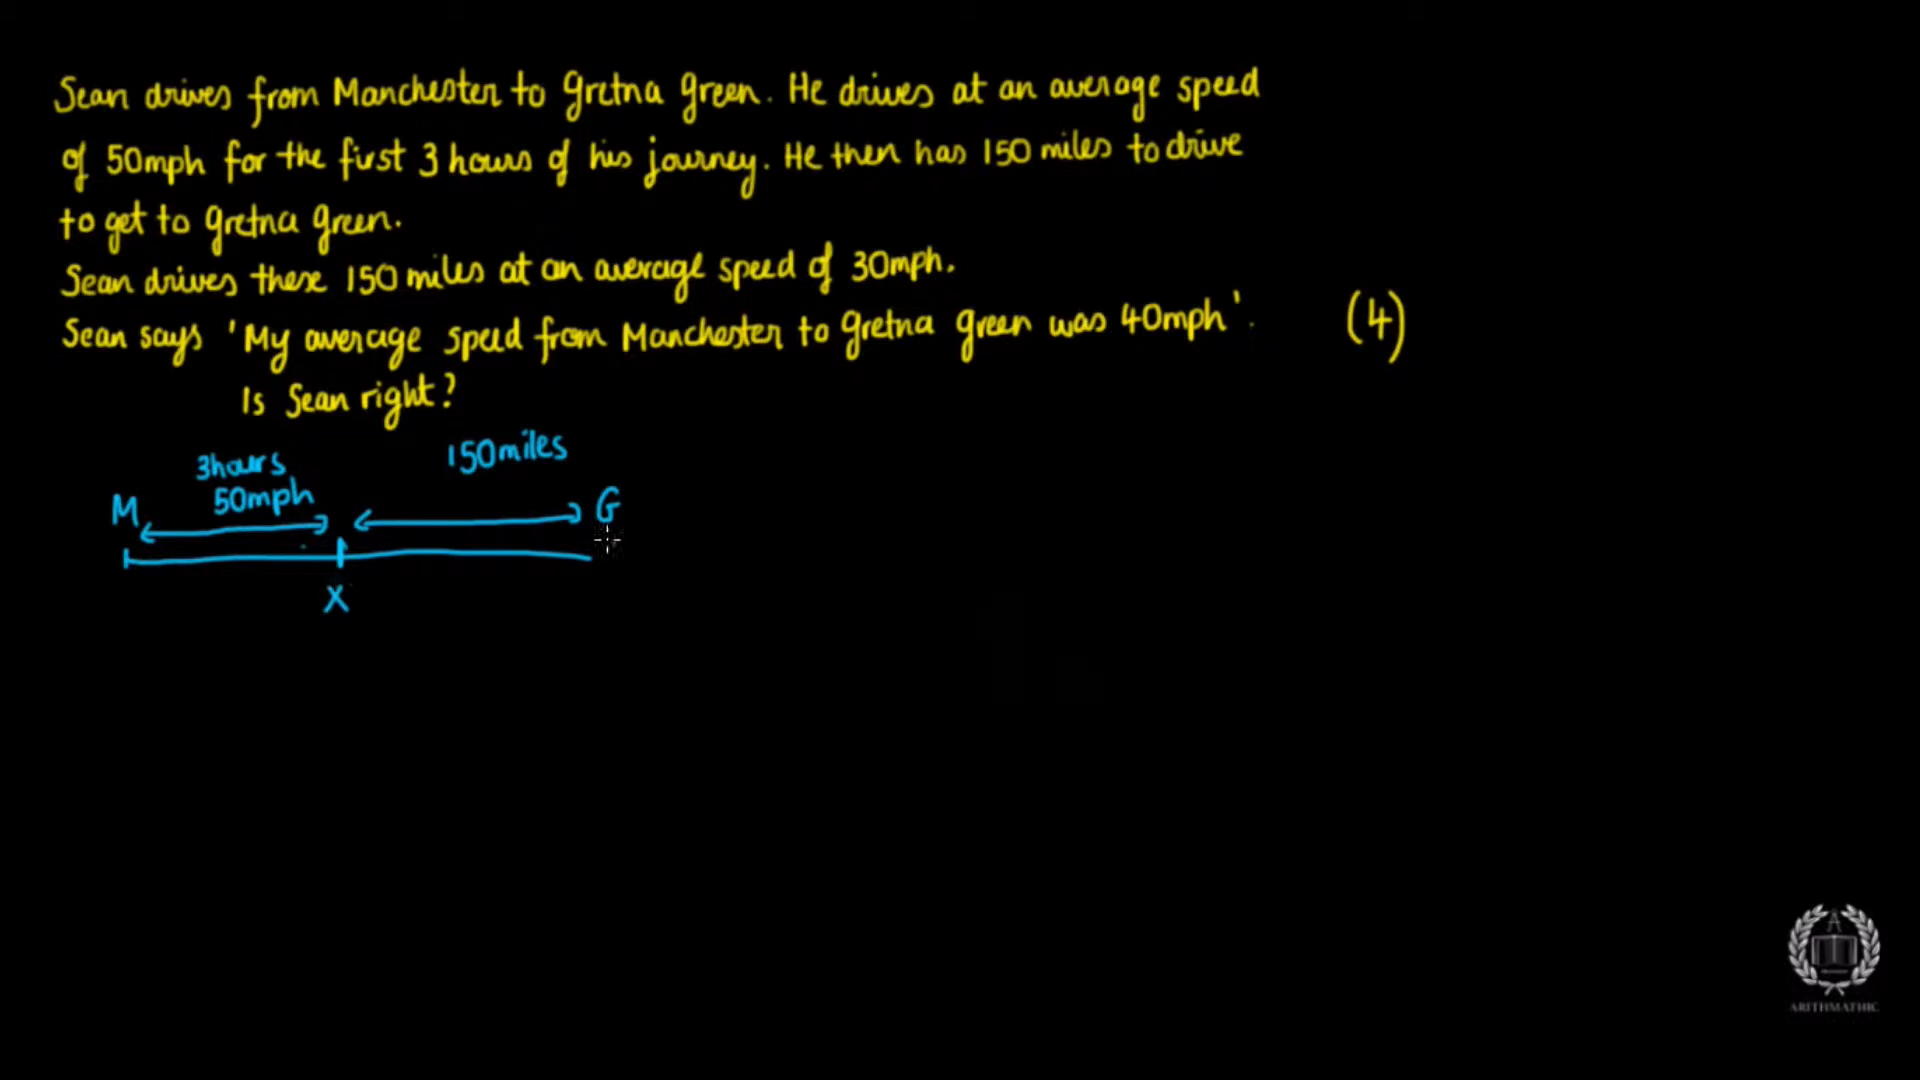 Sean drives from Manchester to Gretna Green. He drives at an average speed
of 50mph for the first 3 hours of his journey. He then has 150 miles to drive
to get to Gretna Green.
Sean drives these 150 miles at an average speed of 30mph.
Sean says 'My average speed from Manchester to Gretna Green was 40mph'. (4)
Is Sean right?
3hours
50mph
150miles
M
G
X
ARITHMATHIC